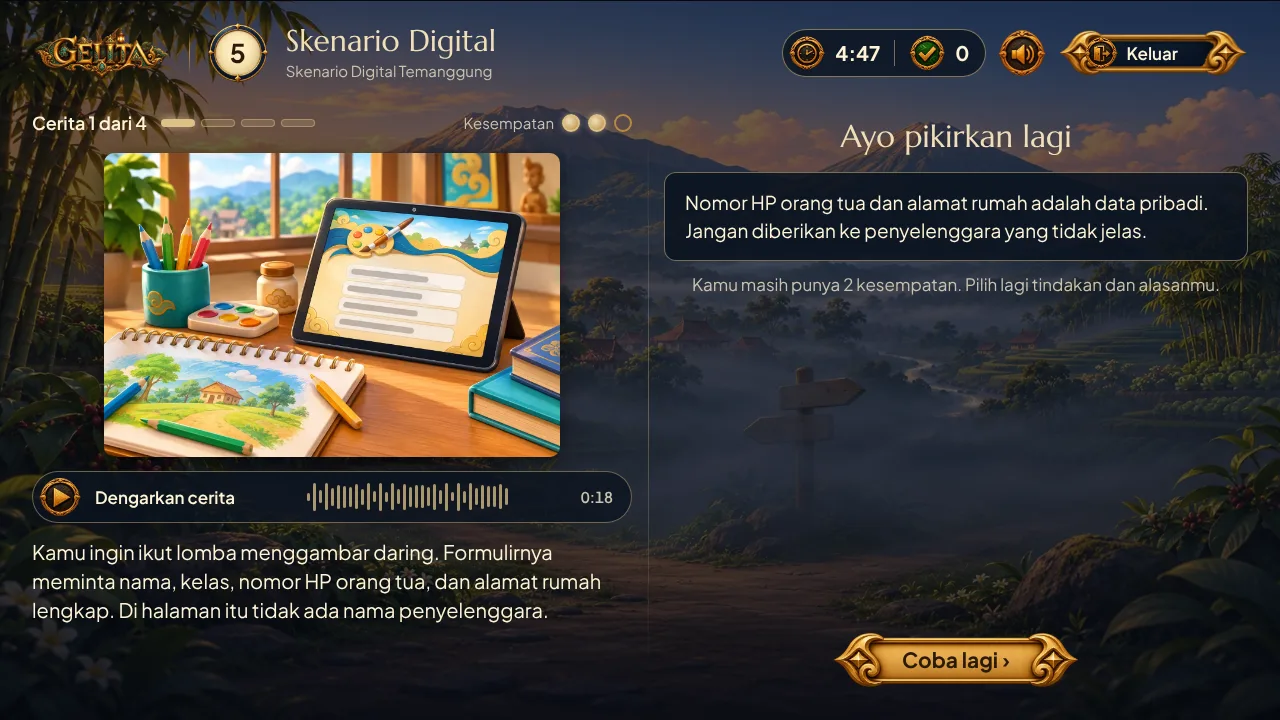 GELITA
5
Skenario Digital
Skenario Digital Temanggung
4:47
0
Keluar
Cerita 1 dari 4
Kesempatan
Dengarkan cerita
0:18
Kamu ingin ikut lomba menggambar daring. Formulirnya
meminta nama, kelas, nomor HP orang tua, dan alamat rumah
lengkap. Di halaman itu tidak ada nama penyelenggara.
Ayo pikirkan lagi
Nomor HP orang tua dan alamat rumah adalah data pribadi.
Jangan diberikan ke penyelenggara yang tidak jelas.
Kamu masih punya 2 kesempatan. Pilih lagi tindakan dan alasanmu.
Coba lagi ›